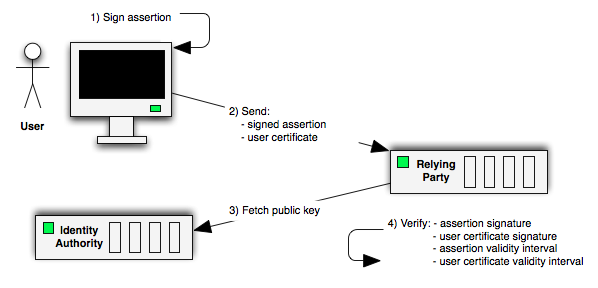 1) Sign assertion
User
2) Send:
- signed assertion
- user certificate
Relying
Party
3) Fetch public key
Identity
Authority
4) Verify: - assertion signature
- user certificate signature
- assertion validity interval
- user certificate validity interval